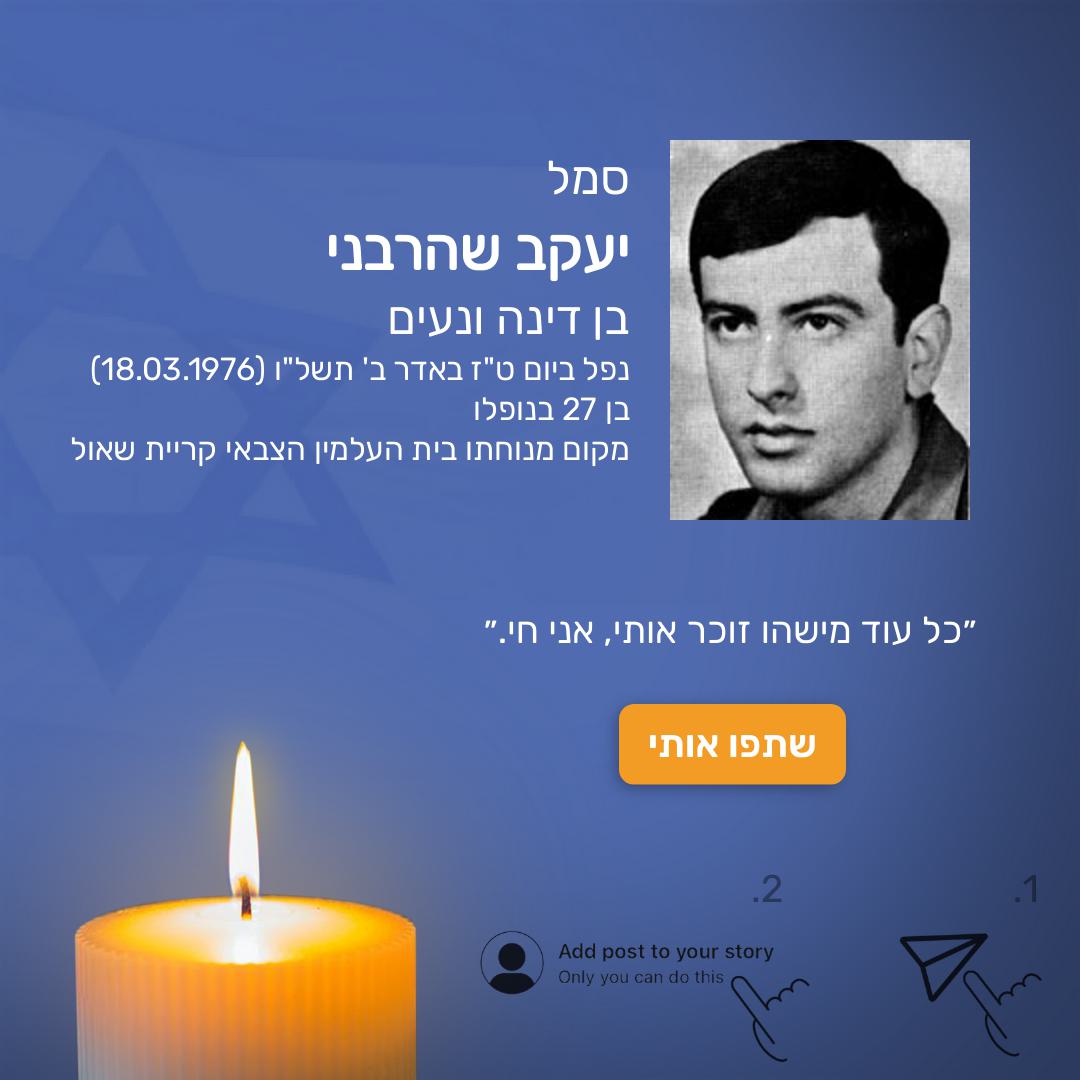 סמל
יעקב שהרבני
בן דינה ונעים
נפל ביום ט"ז באדר ב' תשל"ו (18.03.1976)
בן 27 בנופלו
מקום מנוחתו בית העלמין הצבאי קריית שאול
״כל עוד מישהו זוכר אותי, אני חי.״
שתפו אותי
.1
.2
Add post to your story
Only you can do this